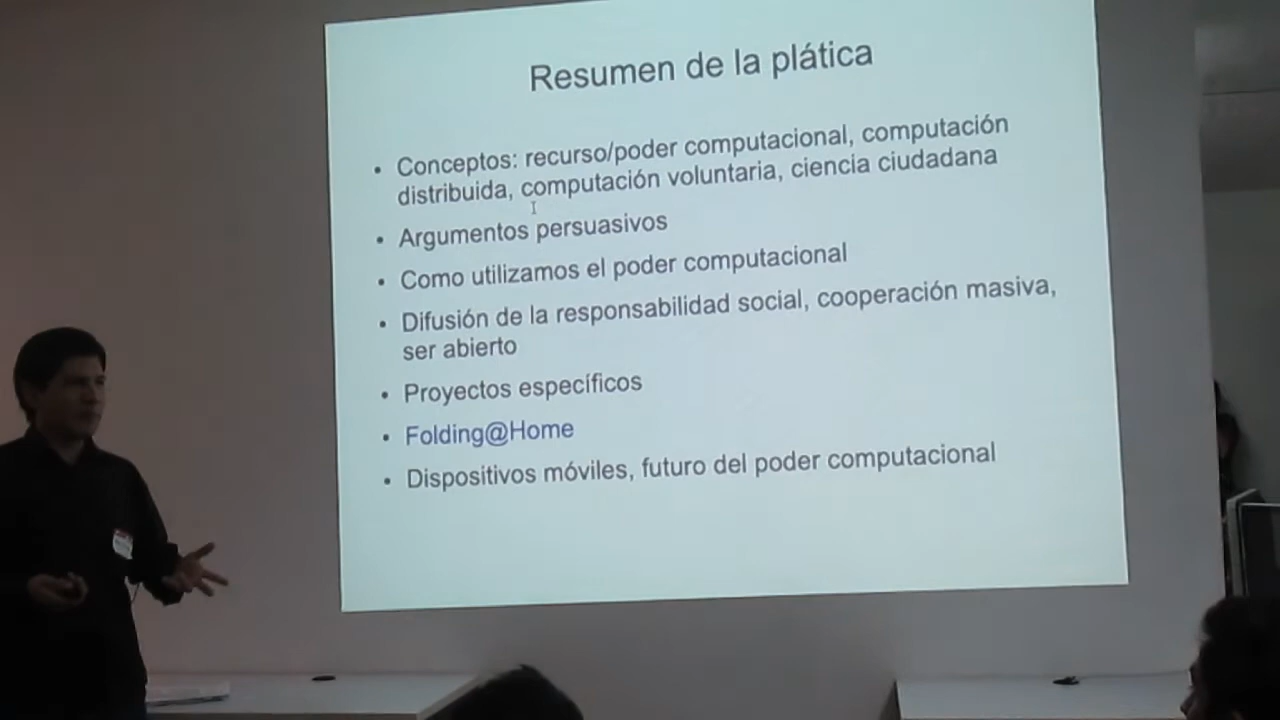 Resumen de la plática
• Conceptos: recurso/poder computacional, computación
distribuida, computación voluntaria, ciencia ciudadana
• Argumentos persuasivos
• Como utilizamos el poder computacional
• Difusión de la responsabilidad social, cooperación masiva,
ser abierto
• Proyectos específicos
• Folding@Home
• Dispositivos móviles, futuro del poder computacional